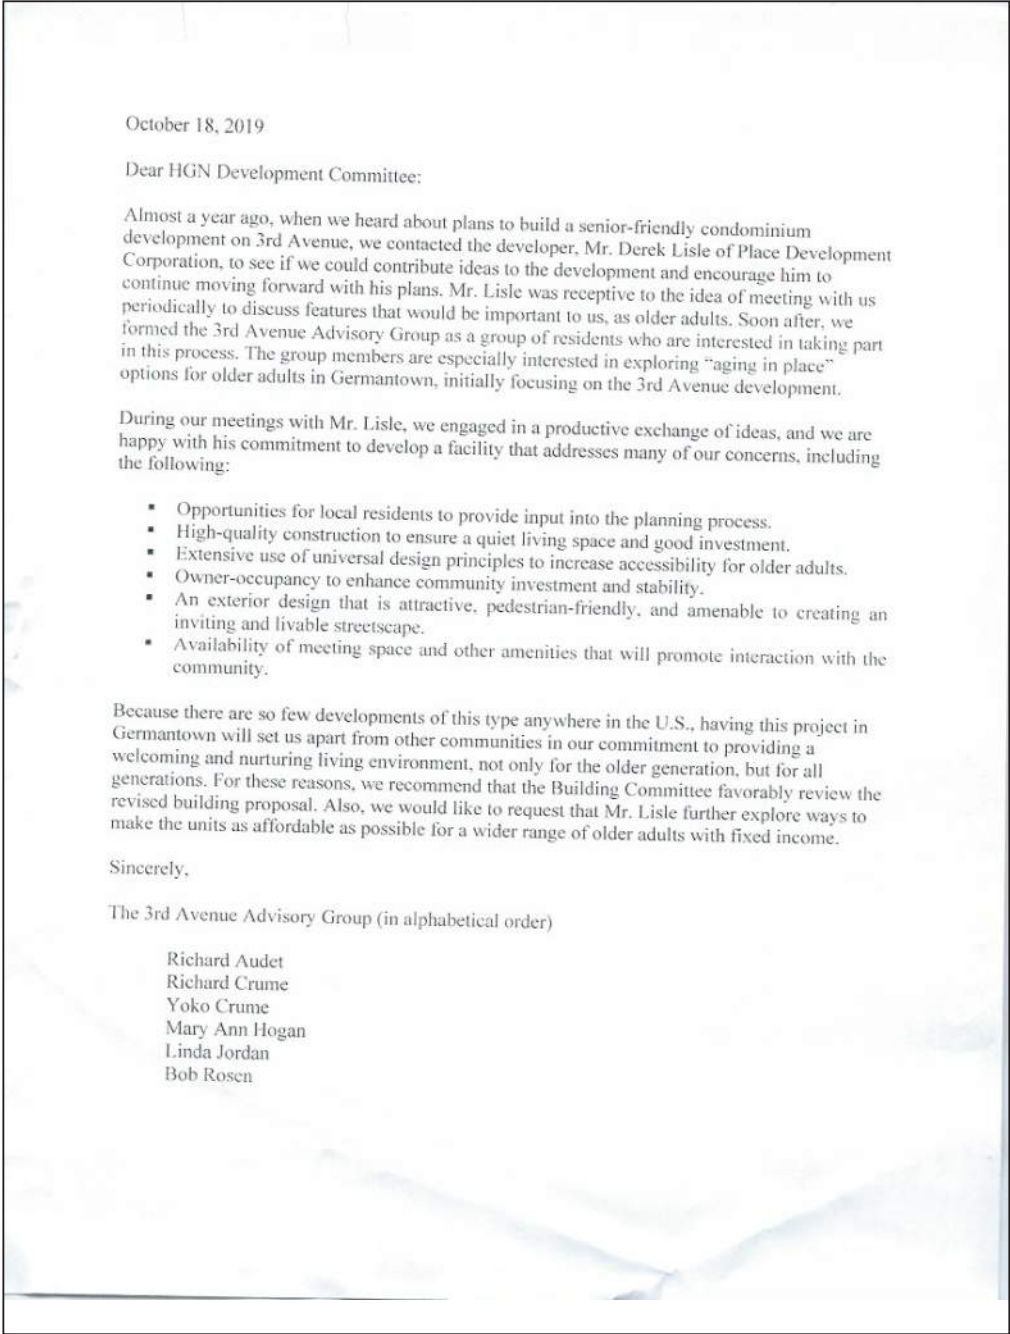 October 18, 2019
Dear HGN Development Committee:
Almost a year ago, when we heard about plans to build a senior-friendly condominium
development on 3rd Avenue, we contacted the developer, Mr. Derek Lisle of Place Development
Corporation, to see if we could contribute ideas to the development and encourage him to
continue moving forward with his plans. Mr. Lisle was receptive to the idea of meeting with us
periodically to discuss features that would be important to us, as older adults. Soon after, we
formed the 3rd Avenue Advisory Group as a group of residents who are interested in taking part
in this process. The group members are especially interested in exploring “aging in place”
options for older adults in Germantown, initially focusing on the 3rd Avenue development.
During our meetings with Mr. Lisle, we engaged in a productive exchange of ideas, and we are
happy with his commitment to develop a facility that addresses many of our concerns, including
the following:
▪ Opportunities for local residents to provide input into the planning process.
▪ High-quality construction to ensure a quiet living space and good investment.
▪ Extensive use of universal design principles to increase accessibility for older adults.
▪ Owner-occupancy to enhance community investment and stability.
▪ An exterior design that is attractive, pedestrian-friendly, and amenable to creating an
inviting and livable streetscape.
▪ Availability of meeting space and other amenities that will promote interaction with the
community.
Because there are so few developments of this type anywhere in the U.S., having this project in
Germantown will set us apart from other communities in our commitment to providing a
welcoming and nurturing living environment, not only for the older generation, but for all
generations. For these reasons, we recommend that the Building Committee favorably review the
revised building proposal. Also, we would like to request that Mr. Lisle further explore ways to
make the units as affordable as possible for a wider range of older adults with fixed income.
Sincerely,
The 3rd Avenue Advisory Group (in alphabetical order)
Richard Audet
Richard Crume
Yoko Crume
Mary Ann Hogan
Linda Jordan
Bob Rosen